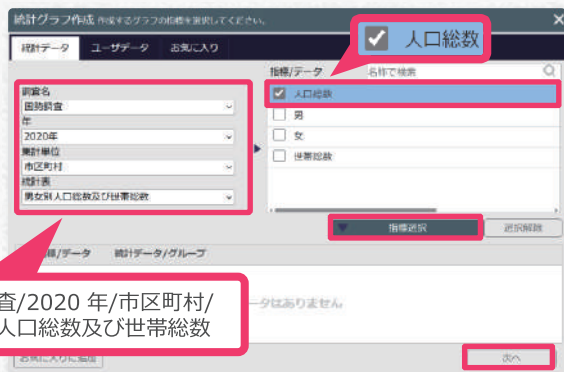 統計グラフ作成 作成するグラフの指標を選択してください。
統計データ ユーザデータ お気に入り
人口総数
指標/データ 名称で検索
調査名
国勢調査
年
2020年
集計単位
市区町村
統計表
男女別人口総数及び世帯総数
人口総数
男
女
世帯総数
指標選択 選択解除
標/データ 統計データ/グループ
査/2020 年/市区町村/
人口総数及び世帯総数
ータはありません
お気に入りに追加
次へ